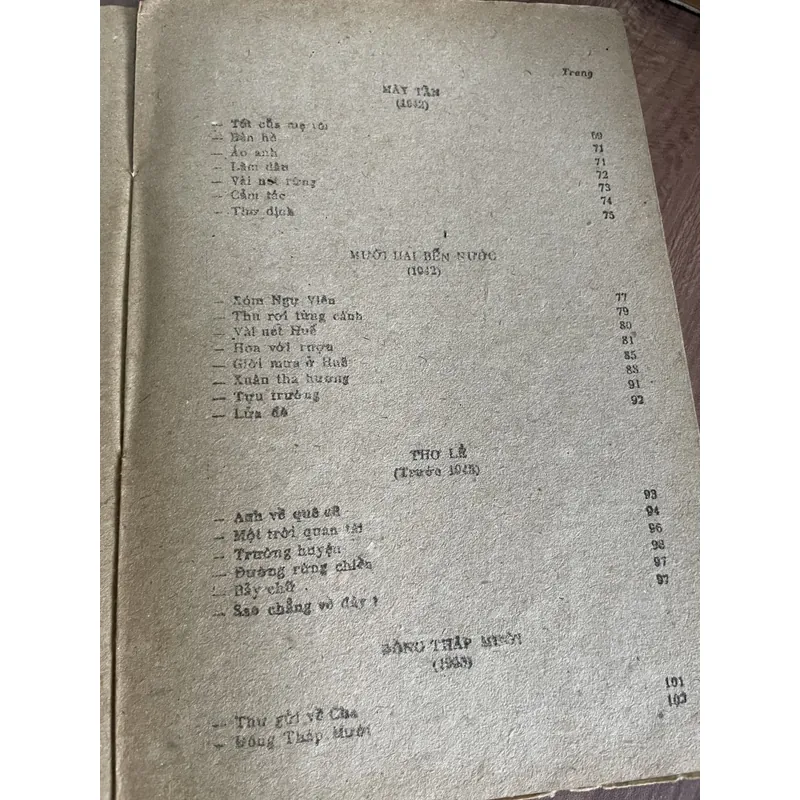 Trang
MÂY TẦN
(1942)
— Tết của mẹ tôi 69
— Bên hồ 71
— Áo anh 71
— Làm dâu 72
— Vài nét rừng 73
— Cảm tác 74
— Thơ dịch 75
MƯỜI HAI BẾN NƯỚC
(1942)
— Xóm Ngự Viên 77
— Thu rơi từng cánh 79
— Vài nét Huế 80
— Hoa với rượu 81
— Giời mưa ở Huế 85
— Xuân tha hương 88
— Tựu trường 91
— Lửa đò 92
THƠ LẺ
(Trước 1945)
— Anh về quê cũ 93
— Một trời quan tái 94
— Trường huyện 96
— Đường rừng chiều 96
— Bảy chữ 97
— Sao chẳng về đây ? 97
ĐỒNG THÁP MƯỜI
— Thư gửi về Cha 101
— Đồng Tháp Mười 103